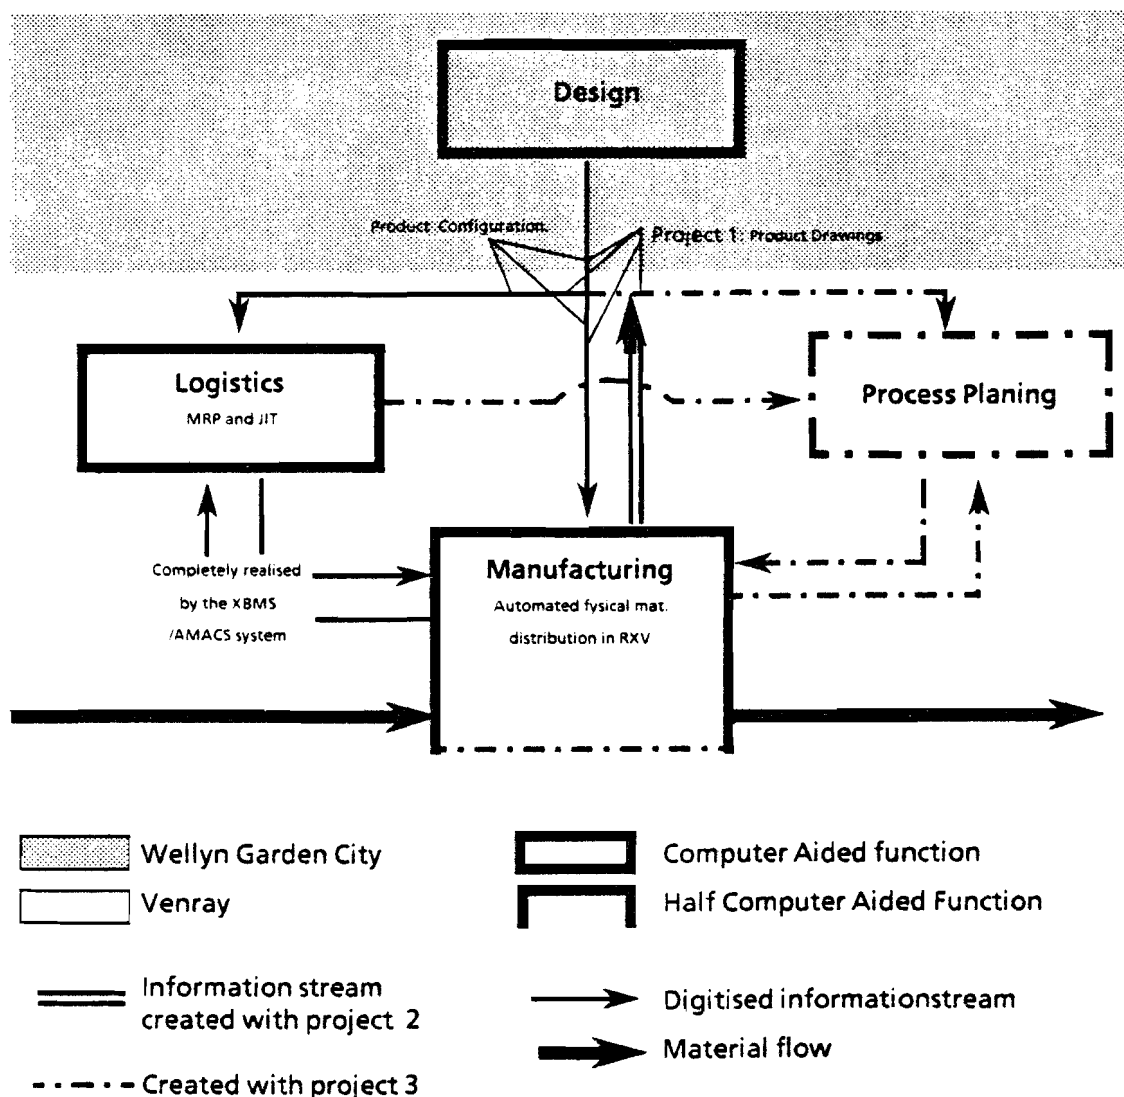 Design
Product Configuration.
Project 1: Product Drawings
Logistics
MRP and JIT
Process Planing
Completely realised
by the XBMS
/AMACS system
Manufacturing
Automated fysical mat.
distribution in RXV
Wellyn Garden City
Venray
Information stream
created with project 2
Created with project 3
Computer Aided function
Half Computer Aided Function
Digitised informationstream
Material flow